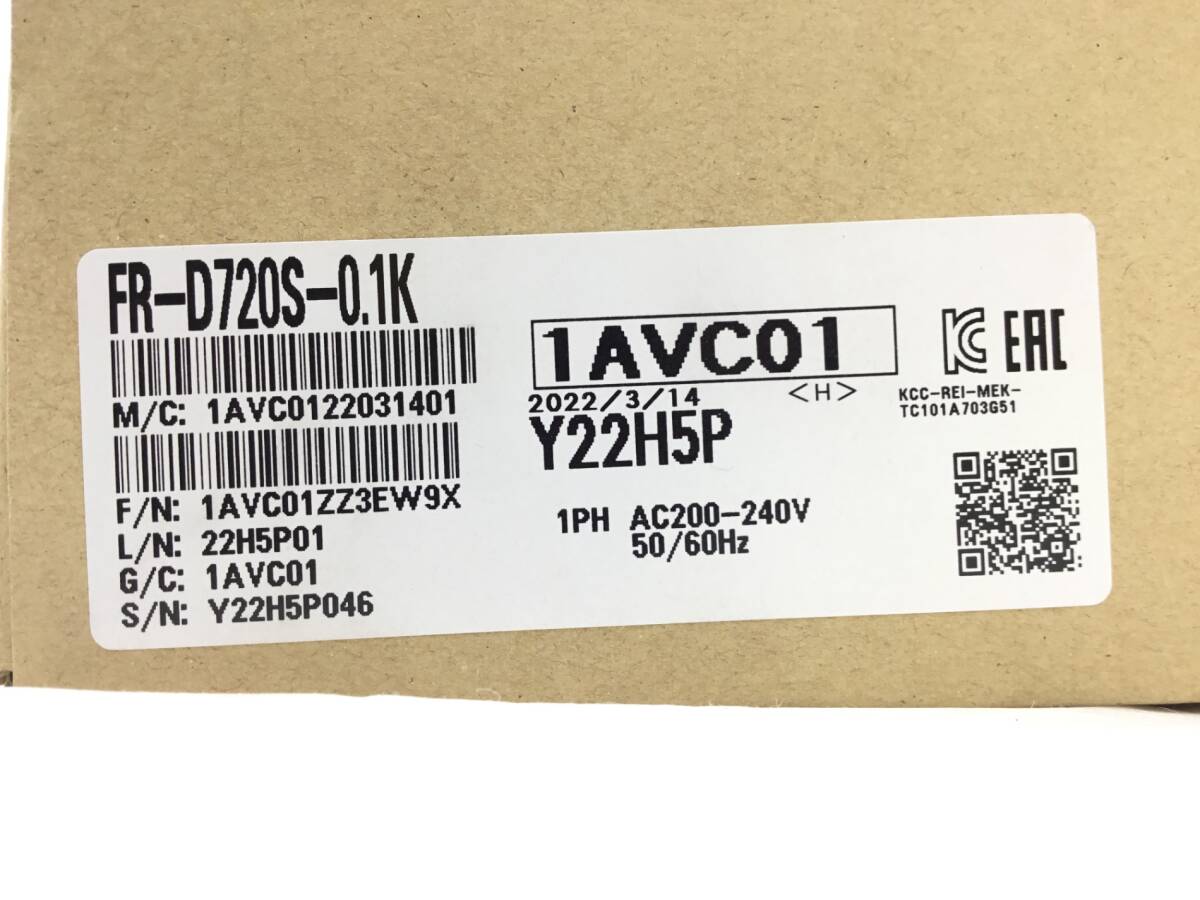 FR-D720S-0.1K
M/C: 1AVC0122031401
F/N: 1AVC01ZZ3EW9X
L/N: 22H5P01
G/C: 1AVC01
S/N: Y22H5P046
1AVC01
2022/3/14 <H>
Y22H5P
1PH AC200-240V
50/60Hz
KC EAC
KCC-REI-MEK-
TC101A703G51